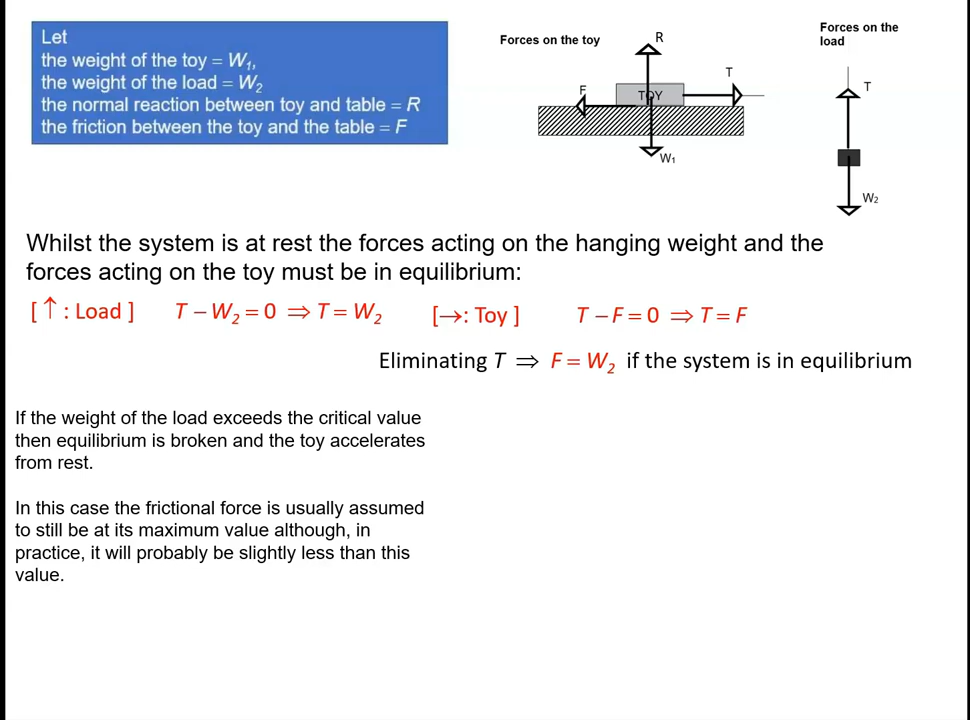 Let
the weight of the toy = W₁,
the weight of the load = W₂
the normal reaction between toy and table = R
the friction between the toy and the table = F
Forces on the toy
R
F
TOY
T
W₁
Forces on the
load
T
W₂
Whilst the system is at rest the forces acting on the hanging weight and the
forces acting on the toy must be in equilibrium:
[ ↑ : Load ] T – W₂ = 0 ⇒ T = W₂ [→: Toy ] T – F = 0 ⇒ T = F
Eliminating T ⇒ F = W₂ if the system is in equilibrium
If the weight of the load exceeds the critical value
then equilibrium is broken and the toy accelerates
from rest.
In this case the frictional force is usually assumed
to still be at its maximum value although, in
practice, it will probably be slightly less than this
value.